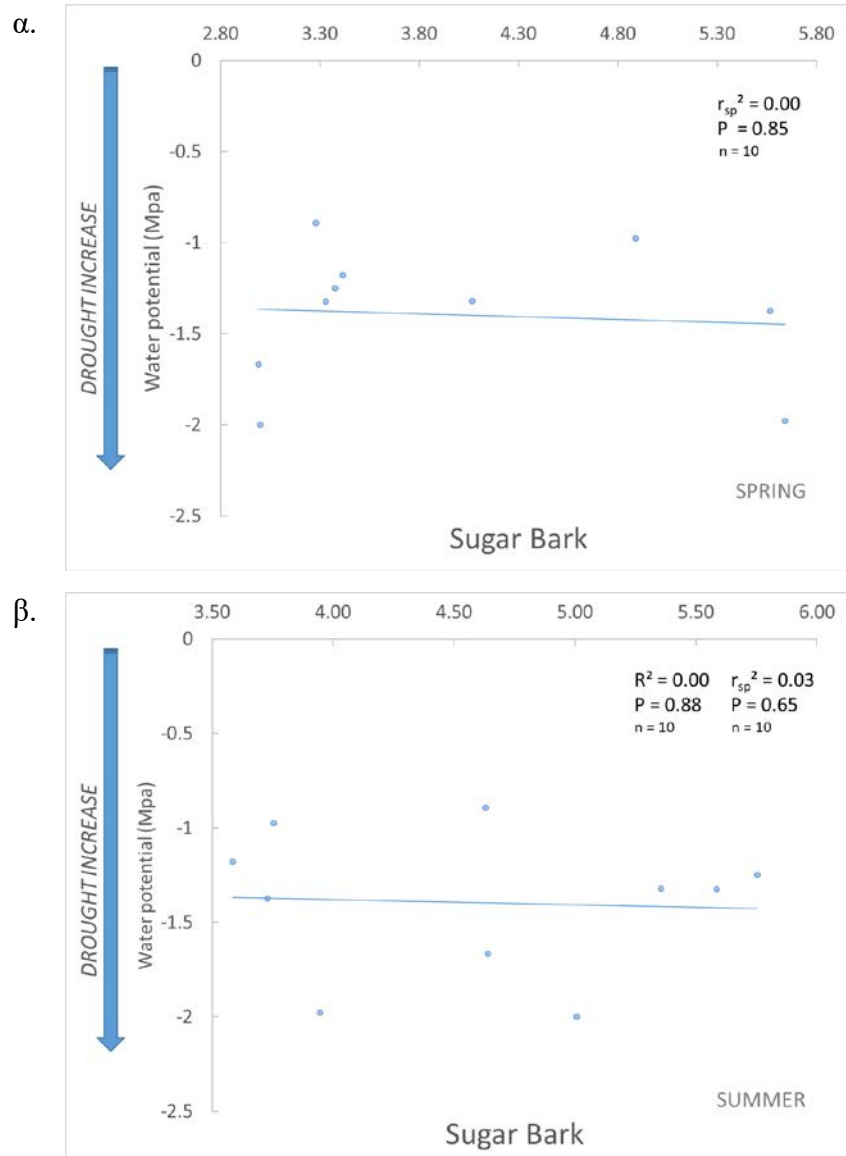 α.
2.80 3.30 3.80 4.30 4.80 5.30 5.80
0
-0.5
-1
-1.5
-2
-2.5
DROUGHT INCREASE
Water potential (Mpa)
r_sp² = 0.00
P = 0.85
n = 10
SPRING
Sugar Bark
β.
3.50 4.00 4.50 5.00 5.50 6.00
0
-0.5
-1
-1.5
-2
-2.5
DROUGHT INCREASE
Water potential (Mpa)
R² = 0.00 r_sp² = 0.03
P = 0.88 P = 0.65
n = 10 n = 10
SUMMER
Sugar Bark